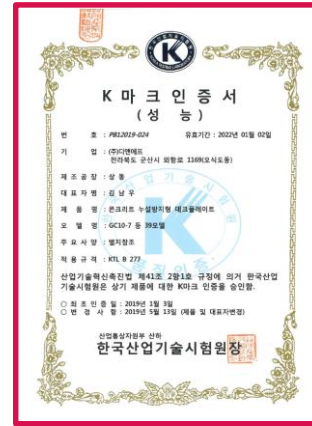 K
K 마 크 인 증 서
( 성 능 )
번 호 : PB12019-024 유효기간 : 2022년 01월 02일
기 업 : (주)디앤에프
전라북도 군산시 외항로 1169(오식도동)
제 조 공 장 : 상 동
대 표 자 명 : 김 남 우
제 품 명 : 콘크리트 누설방지형 데크플레이트
모 델 명 : GC10-7 등 39모델
주 요 사 양 : 별지참조
적 용 규 격 : KTL B 277
산업기술혁신촉진법 제41조 2항1호 규정에 의거 한국산업
기술시험원은 상기 제품에 대한 K마크 인증을 승인함.
○ 최 초 인 증 일 : 2019년 1월 3일
○ 변 경 사 항 : 2019년 5월 13일 (제품 및 대표자변경)
산업통상자원부 산하
한국산업기술시험원장